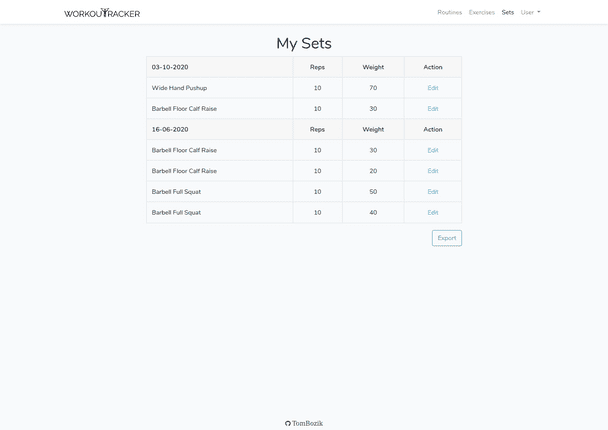 WORKOUTTRACKER Routines Exercises Sets User
My Sets
03-10-2020 Reps Weight Action
Wide Hand Pushup 10 70 Edit
Barbell Floor Calf Raise 10 30 Edit
16-06-2020 Reps Weight Action
Barbell Floor Calf Raise 10 30 Edit
Barbell Floor Calf Raise 10 20 Edit
Barbell Full Squat 10 50 Edit
Barbell Full Squat 10 40 Edit
Export
TomBozik